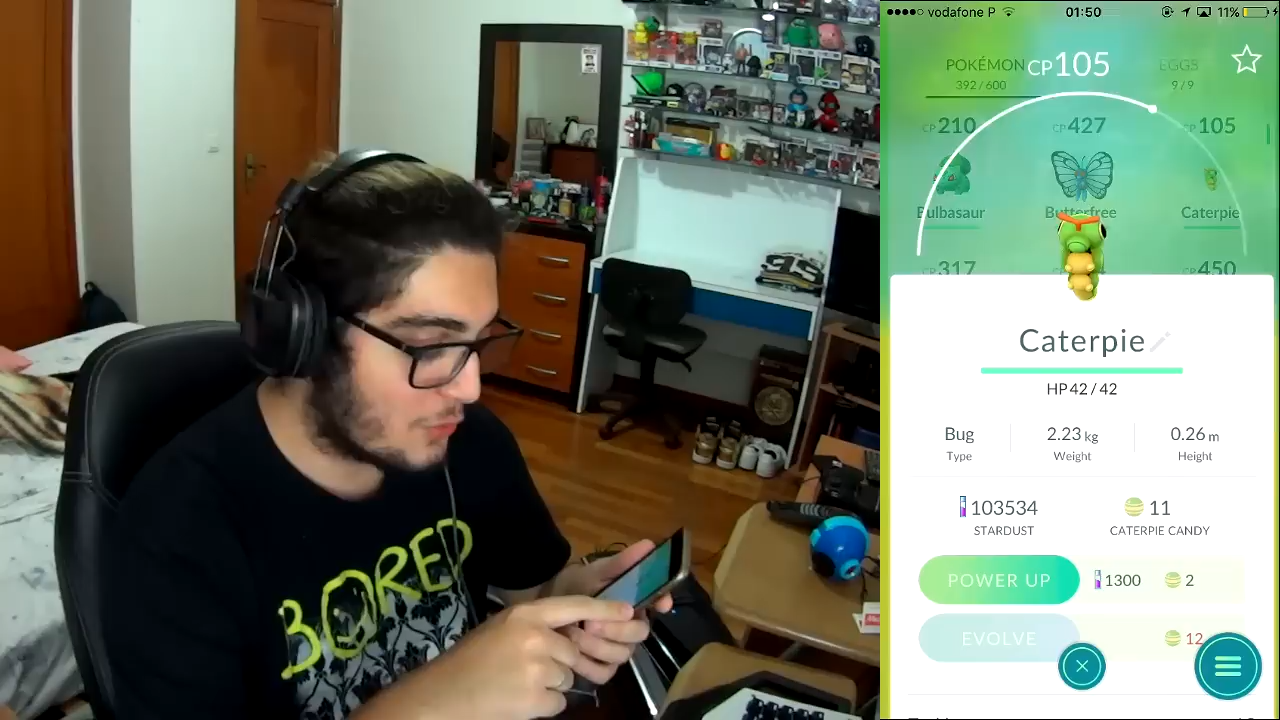 vodafone P
01:50
11%
POKÉMON
392 / 600
CP105
EGGS
9 / 9
CP210
CP427
CP105
Bulbasaur
Butterfree
Caterpie
CP317
CP450
Caterpie
HP 42 / 42
Bug
Type
2.23 kg
Weight
0.26 m
Height
103534
STARDUST
11
CATERPIE CANDY
POWER UP
1300
2
EVOLVE
12
BORED